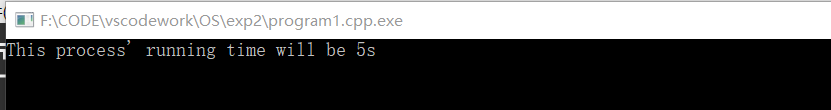 F:\CODE\vscodework\OS\exp2\program1.cpp.exe
This process' running time will be 5s